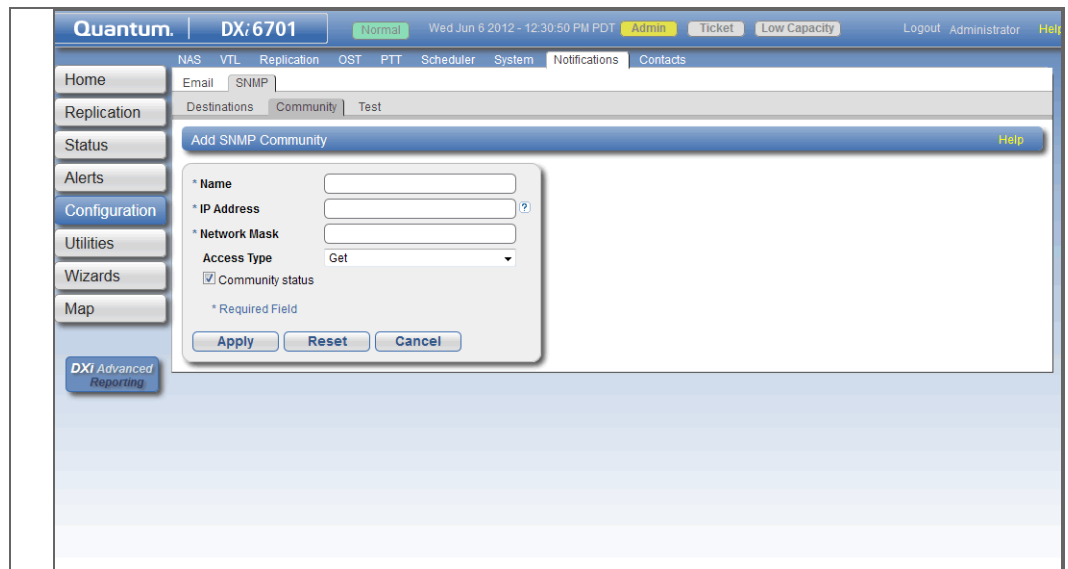 Quantum. DXi6701 Normal Wed Jun 6 2012 - 12:30:50 PM PDT Admin Ticket Low Capacity Logout Administrator Help
NAS VTL Replication OST PTT Scheduler System Notifications Contacts
Email SNMP
Destinations Community Test
Home
Replication
Status
Alerts
Configuration
Utilities
Wizards
Map
DXi Advanced
Reporting
Add SNMP Community Help
* Name
* IP Address ?
* Network Mask
Access Type Get
Community status
* Required Field
Apply Reset Cancel